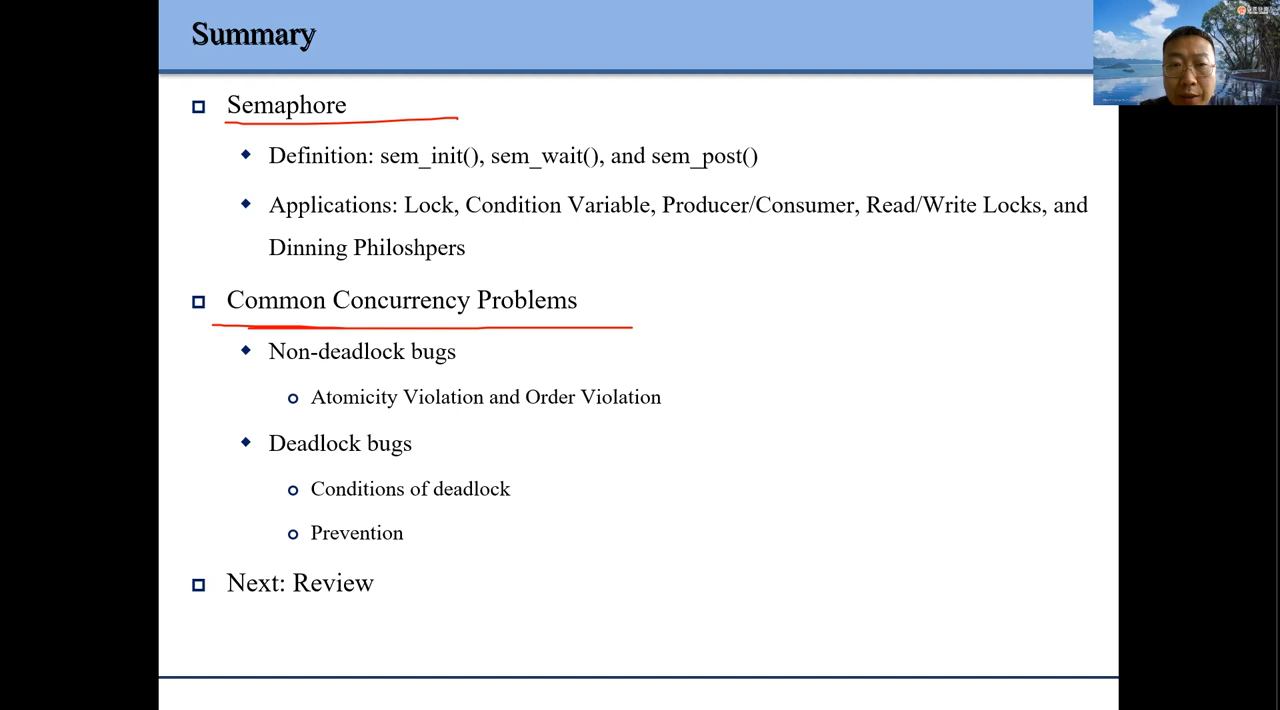 Summary
Semaphore
Definition: sem_init(), sem_wait(), and sem_post()
Applications: Lock, Condition Variable, Producer/Consumer, Read/Write Locks, and
Dinning Philoshpers
Common Concurrency Problems
Non-deadlock bugs
Atomicity Violation and Order Violation
Deadlock bugs
Conditions of deadlock
Prevention
Next: Review